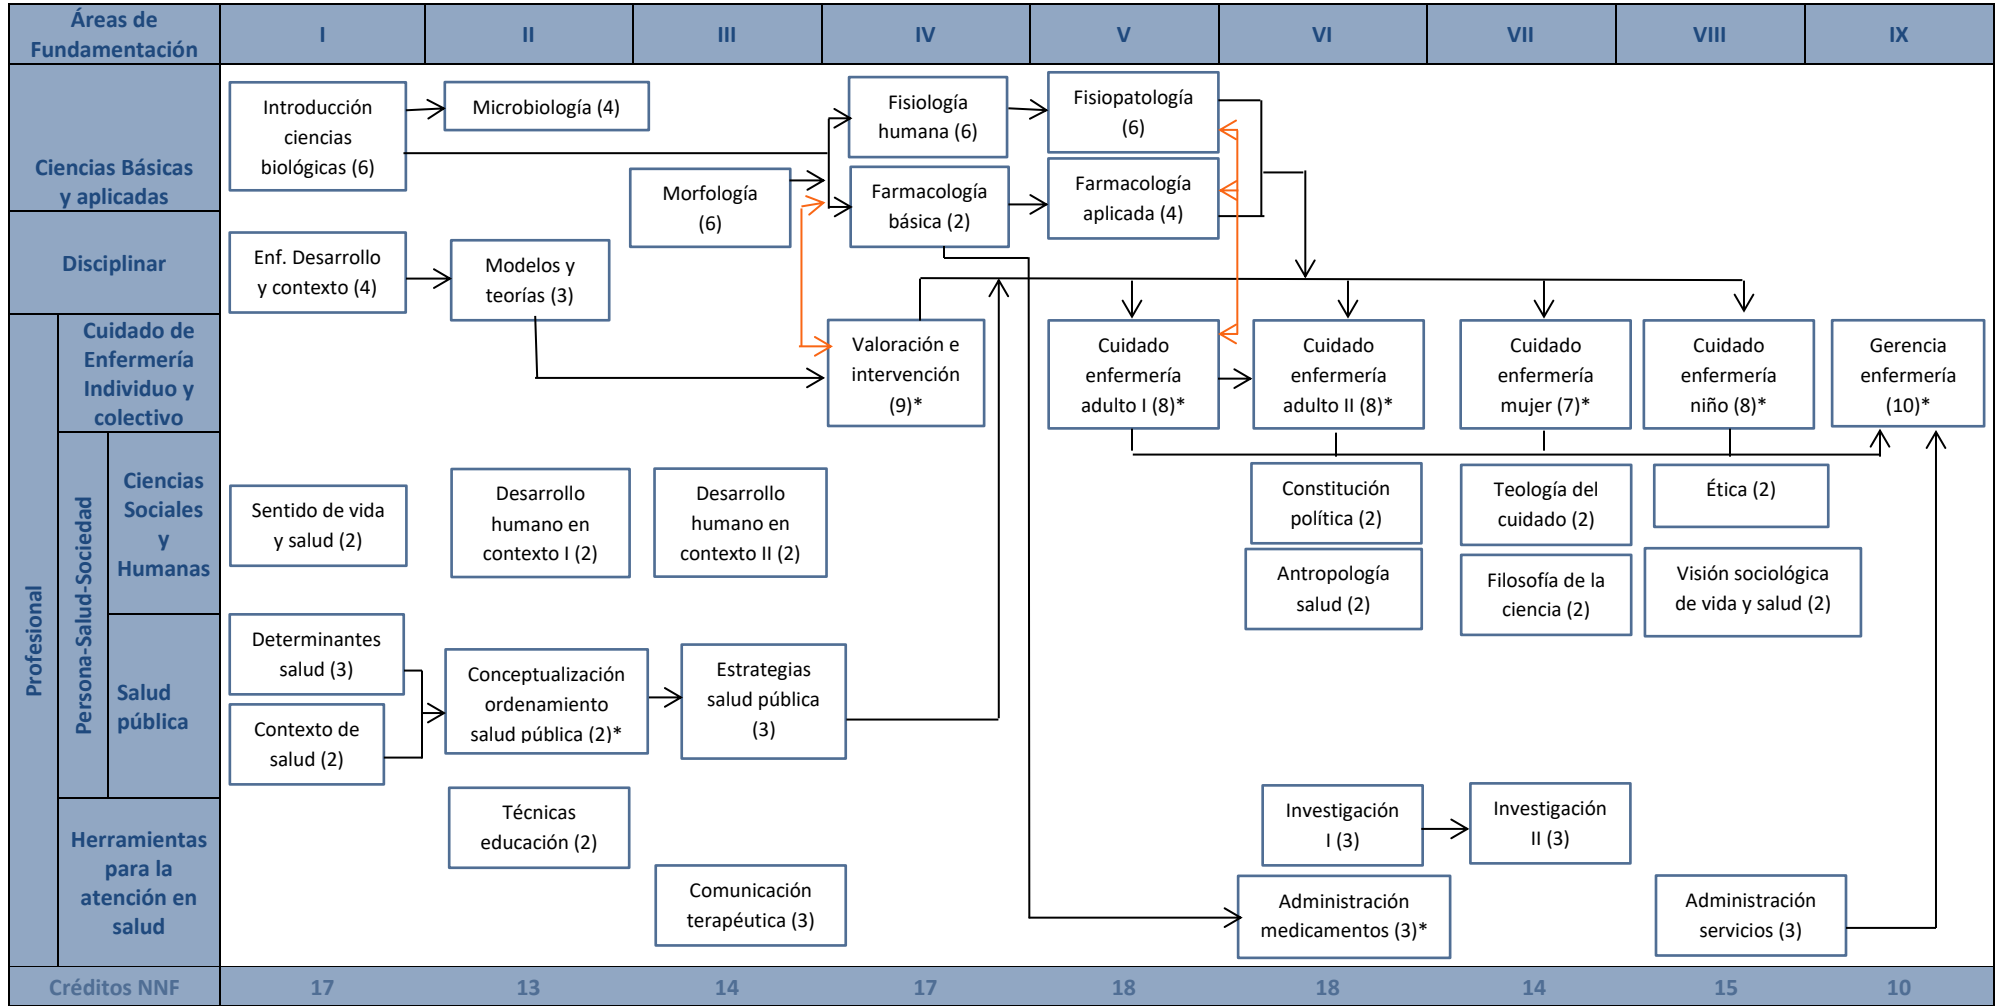 Áreas de
Fundamentación
I
II
III
IV
V
VI
VII
VIII
IX
Ciencias Básicas
y aplicadas
Introducción
ciencias
biológicas (6)
Microbiología (4)
Morfología
(6)
Fisiología
humana (6)
Farmacología
básica (2)
Fisiopatología
(6)
Farmacología
aplicada (4)
Disciplinar
Enf. Desarrollo
y contexto (4)
Modelos y
teorías (3)
Profesional
Cuidado de
Enfermería
Individuo y
colectivo
Valoración e
intervención
(9)*
Cuidado
enfermería
adulto I (8)*
Cuidado
enfermería
adulto II (8)*
Cuidado
enfermería
mujer (7)*
Cuidado
enfermería
niño (8)*
Gerencia
enfermería
(10)*
Persona-Salud-Sociedad
Ciencias
Sociales
y
Humanas
Sentido de vida
y salud (2)
Desarrollo
humano en
contexto I (2)
Desarrollo
humano en
contexto II (2)
Constitución
política (2)
Antropología
salud (2)
Teología del
cuidado (2)
Filosofía de la
ciencia (2)
Ética (2)
Visión sociológica
de vida y salud (2)
Salud
pública
Determinantes
salud (3)
Contexto de
salud (2)
Conceptualización
ordenamiento
salud pública (2)*
Estrategias
salud pública
(3)
Herramientas
para la
atención en
salud
Técnicas
educación (2)
Comunicación
terapéutica (3)
Investigación
I (3)
Administración
medicamentos (3)*
Investigación
II (3)
Administración
servicios (3)
Créditos NNF
17
13
14
17
18
18
14
15
10